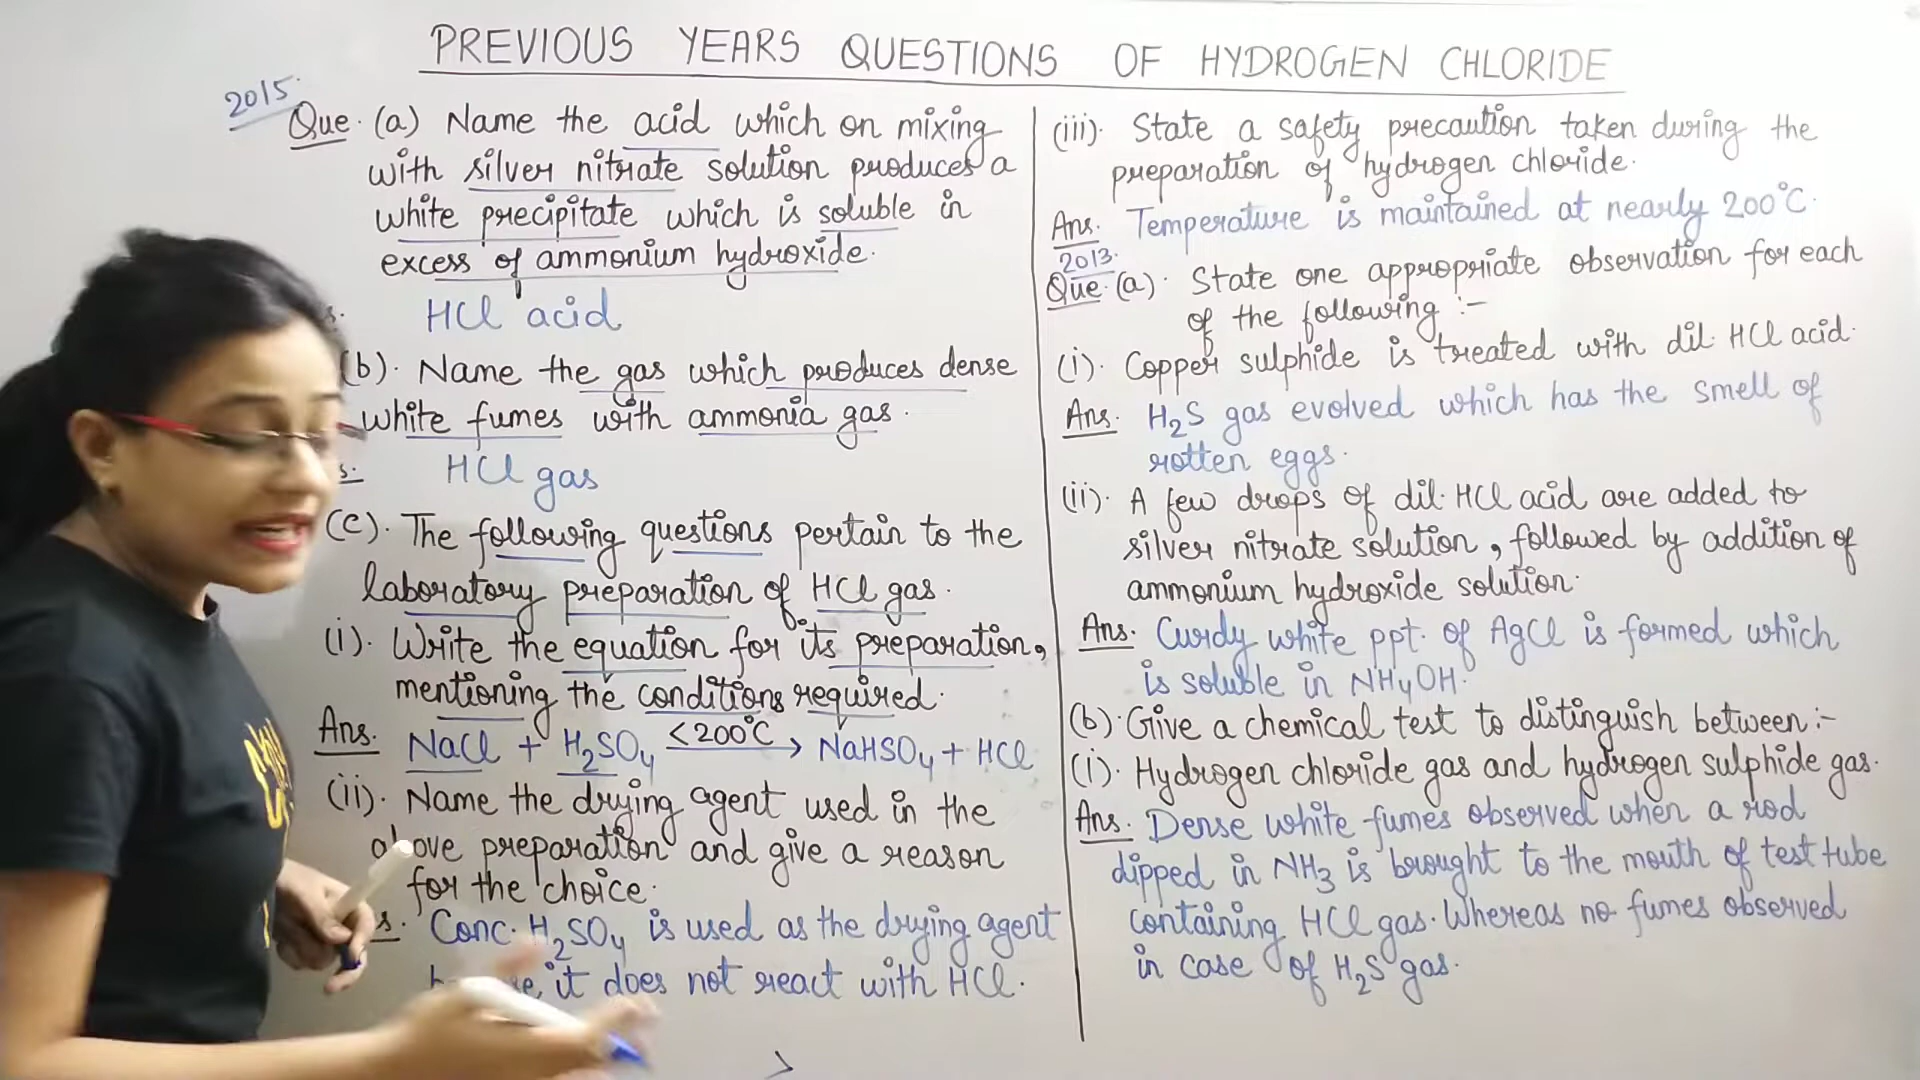 PREVIOUS YEARS QUESTIONS OF HYDROGEN CHLORIDE
2015.
Que. (a) Name the acid which on mixing
with silver nitrate solution produces a
white precipitate which is soluble in
excess of ammonium hydroxide.
s. HCl acid
(b). Name the gas which produces dense
white fumes with ammonia gas.
s. HCl gas
(c). The following questions pertain to the
laboratory preparation of HCl gas.
(i). Write the equation for its preparation,
mentioning the conditions required.
Ans. NaCl + H₂SO₄ <200°C → NaHSO₄ + HCl
(ii). Name the drying agent used in the
above preparation and give a reason
for the choice.
s. Conc. H₂SO₄ is used as the drying agent
it does not react with HCl.
(iii). State a safety precaution taken during the
preparation of hydrogen chloride.
Ans. Temperature is maintained at nearly 200°C.
2013.
Que. (a). State one appropriate observation for each
of the following :-
(i). Copper sulphide is treated with dil. HCl acid.
Ans. H₂S gas evolved which has the smell of
rotten eggs.
(ii). A few drops of dil. HCl acid are added to
silver nitrate solution, followed by addition of
ammonium hydroxide solution.
Ans. Curdy white ppt. of AgCl is formed which
is soluble in NH₄OH.
(b). Give a chemical test to distinguish between :-
(i). Hydrogen chloride gas and hydrogen sulphide gas.
Ans. Dense white fumes observed when a rod
dipped in NH₃ is brought to the mouth of test tube
containing HCl gas. Whereas no fumes observed
in case of H₂S gas.